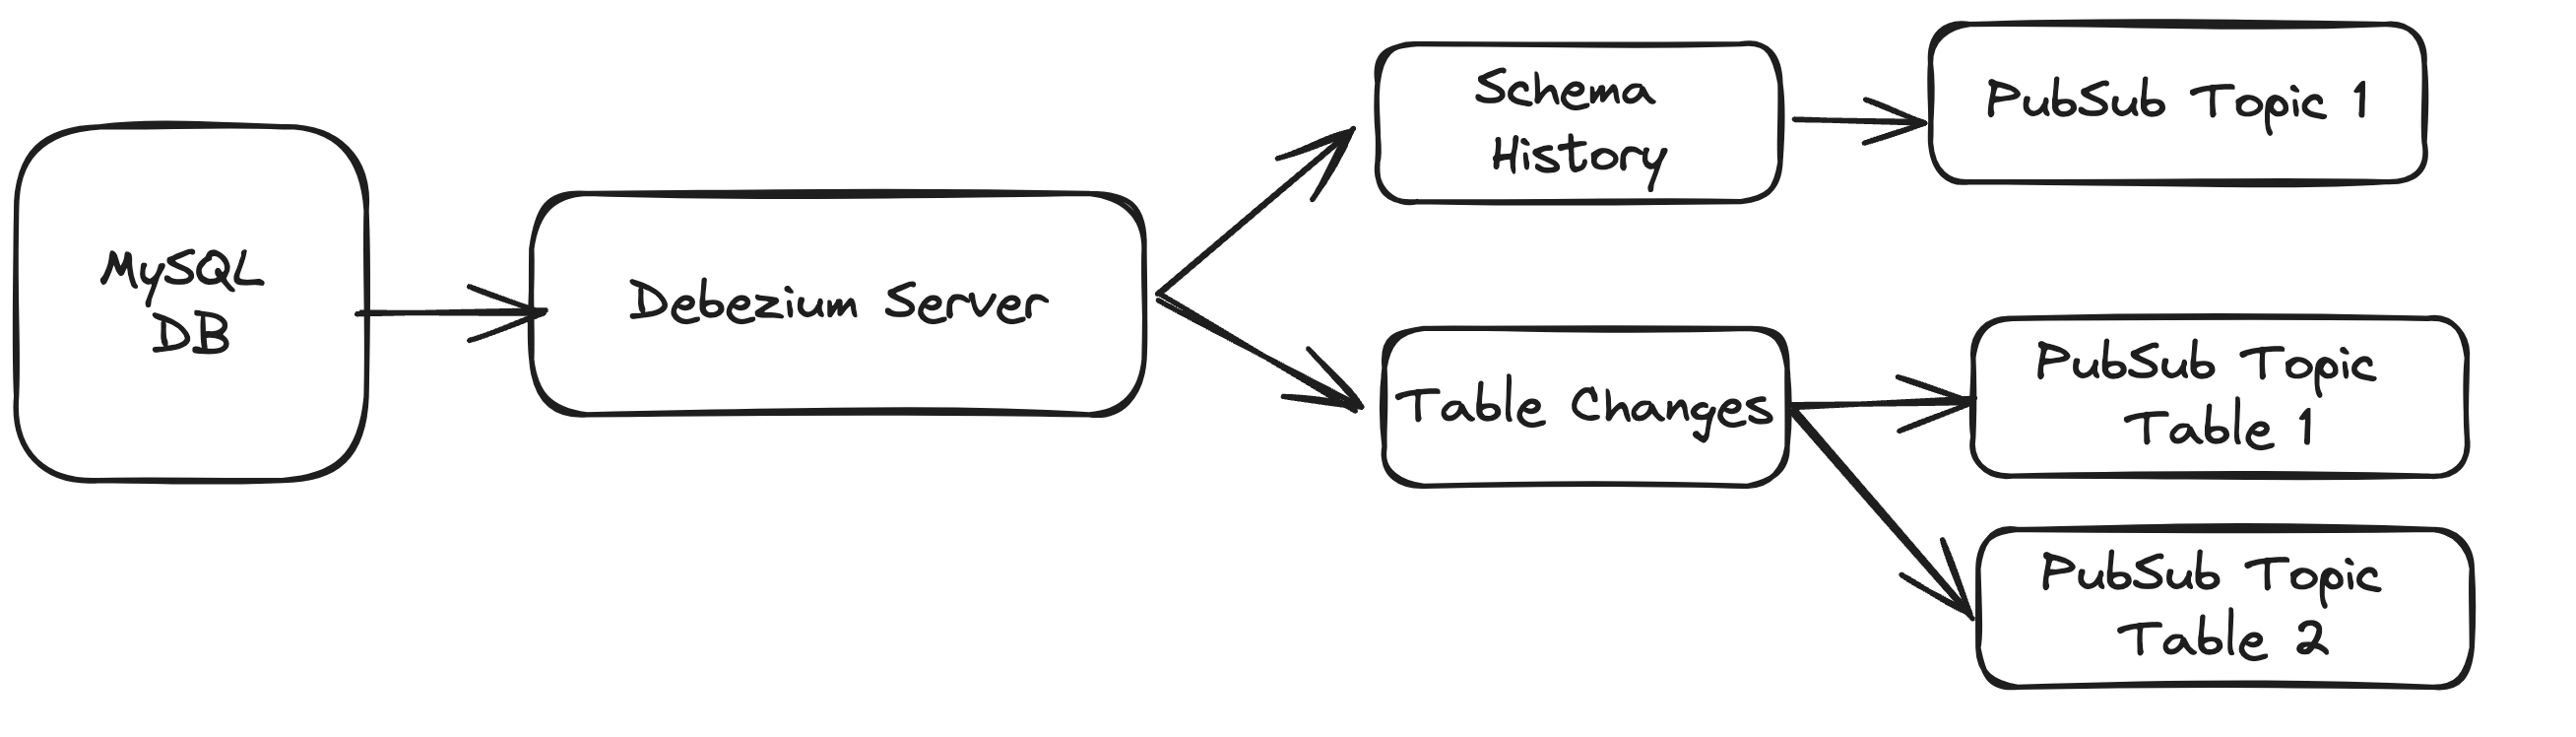 MySQL
DB
Debezium Server
Schema
History
PubSub Topic 1
Table Changes
PubSub Topic
Table 1
PubSub Topic
Table 2